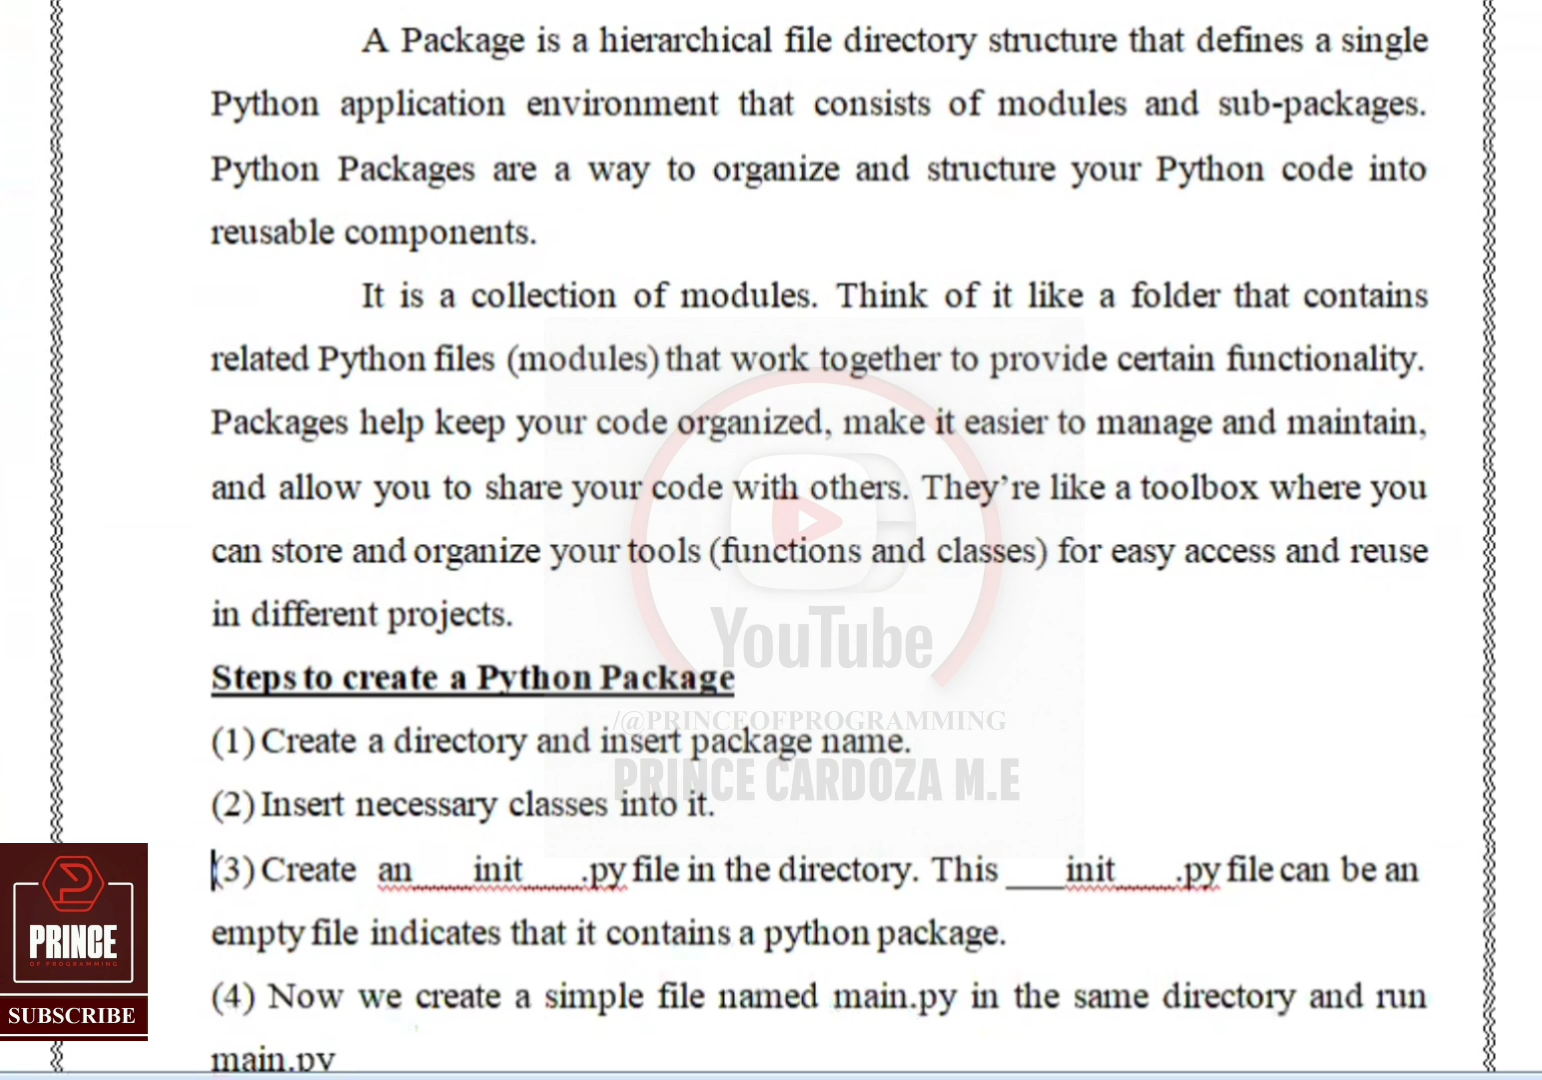 A Package is a hierarchical file directory structure that defines a single
Python application environment that consists of modules and sub-packages.
Python Packages are a way to organize and structure your Python code into
reusable components.
It is a collection of modules. Think of it like a folder that contains
related Python files (modules) that work together to provide certain functionality.
Packages help keep your code organized, make it easier to manage and maintain,
and allow you to share your code with others. They're like a toolbox where you
can store and organize your tools (functions and classes) for easy access and reuse
in different projects.
YouTube
Steps to create a Python Package
/@PRINCEOFPROGRAMMING
(1) Create a directory and insert package name.
PRINCE CARDOZA M.E
(2) Insert necessary classes into it.
(3) Create an __init__.py file in the directory. This __init__.py file can be an
empty file indicates that it contains a python package.
(4) Now we create a simple file named main.py in the same directory and run
main.py
PRINCE
OF PROGRAMMING
SUBSCRIBE